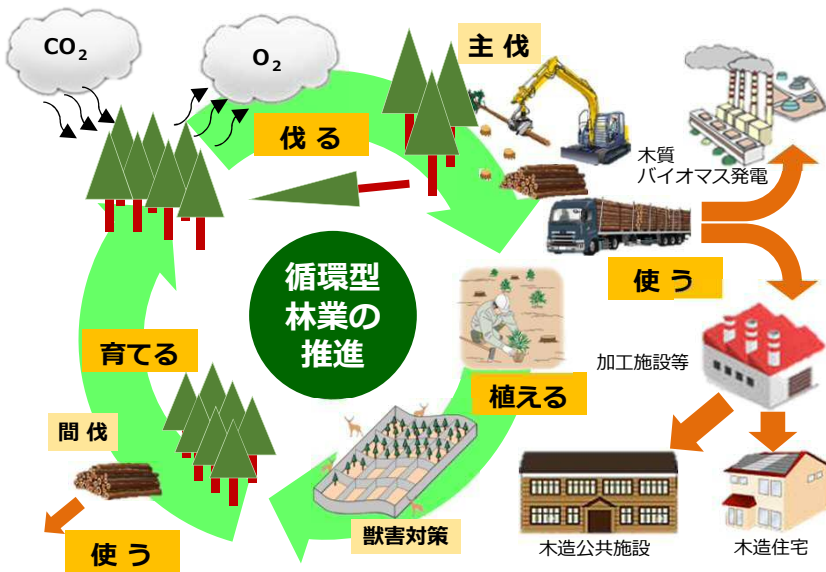 CO₂
O₂
主 伐
伐 る
木質
バイオマス発電
使 う
循環型
林業の
推進
加工施設等
育てる
植える
間 伐
獣害対策
使 う
木造公共施設
木造住宅